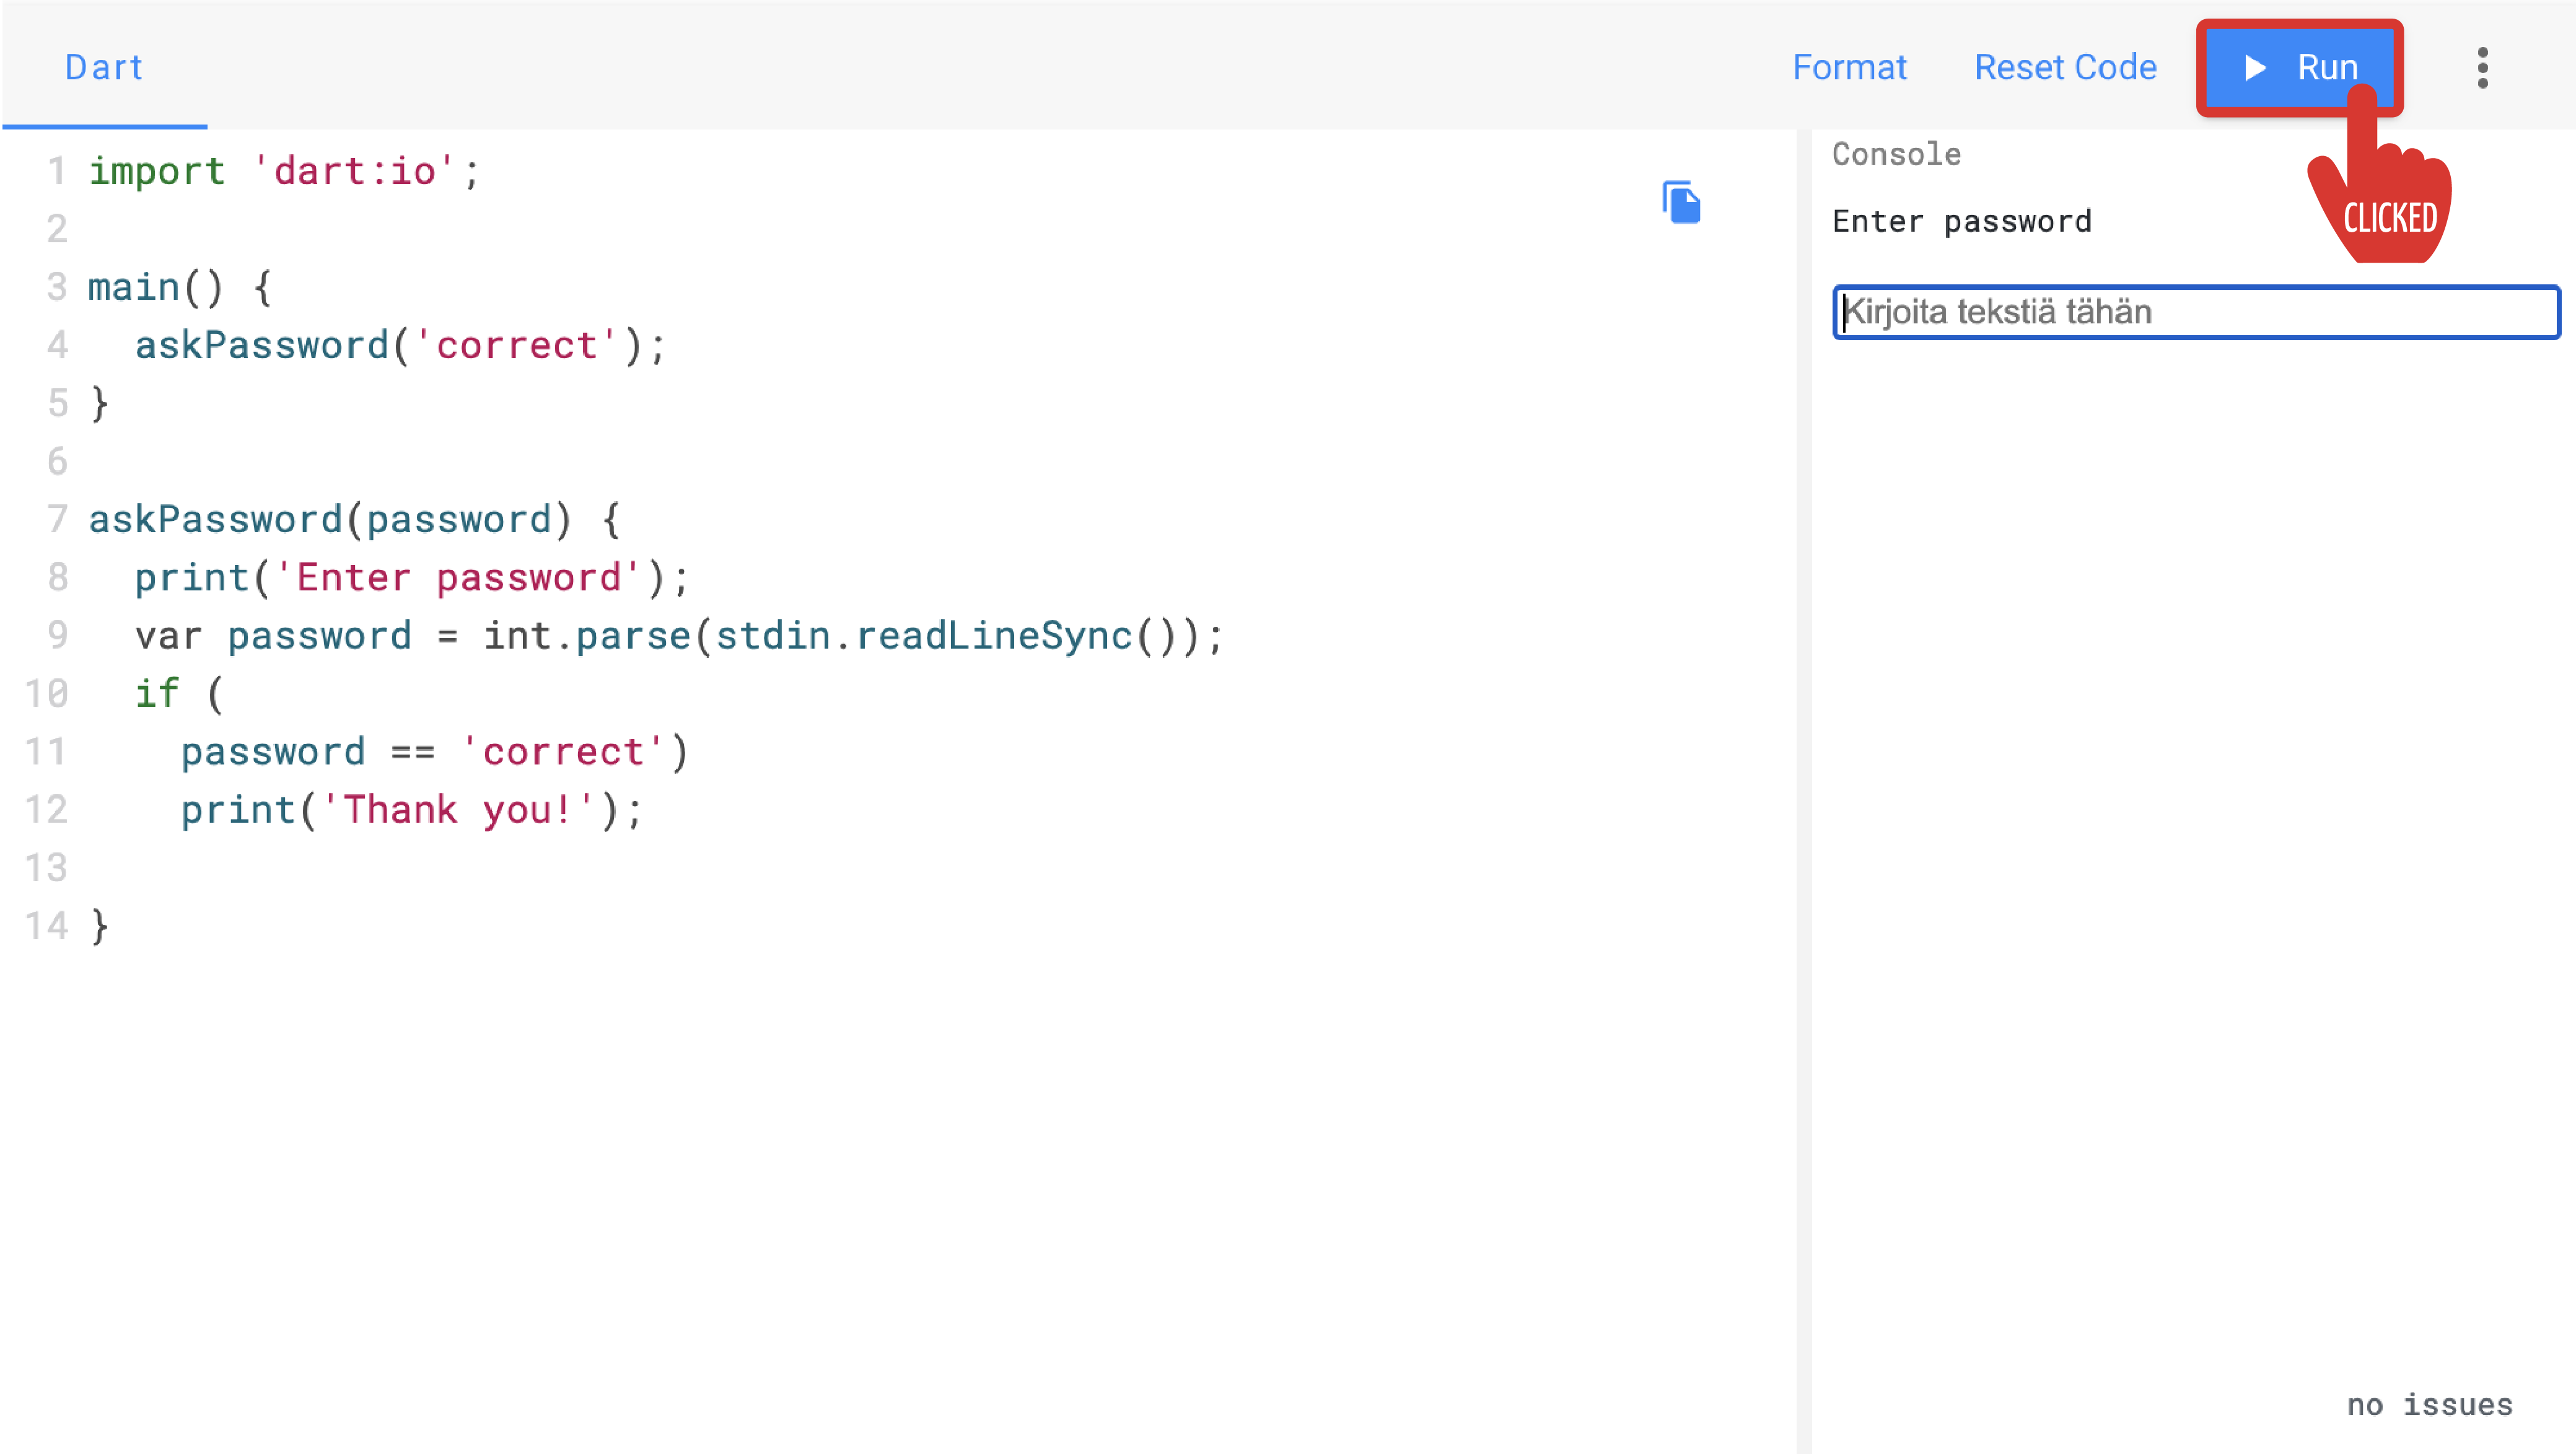 Dart
Format Reset Code Run
CLICKED
1 import 'dart:io';
2
3 main() {
4   askPassword('correct');
5 }
6
7 askPassword(password) {
8   print('Enter password');
9   var password = int.parse(stdin.readLineSync());
10   if (
11     password == 'correct')
12     print('Thank you!');
13
14 }
Console
Enter password
Kirjoita tekstiä tähän
no issues